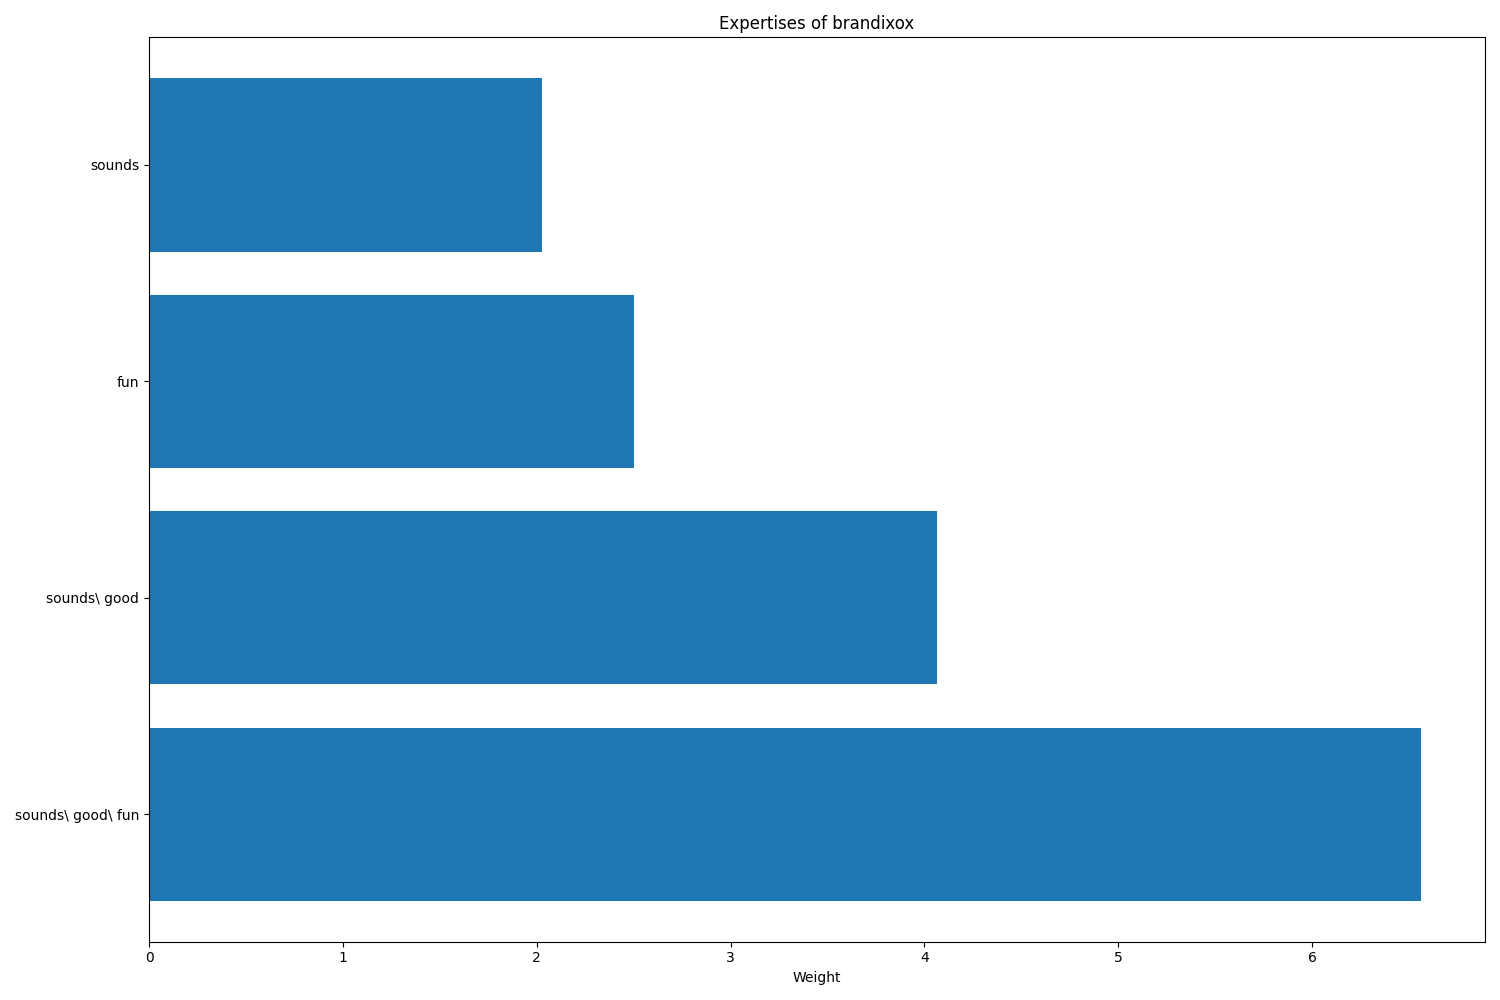 Expertises of brandixox
sounds
fun
sounds\ good
sounds\ good\ fun
0 1 2 3 4 5 6
Weight